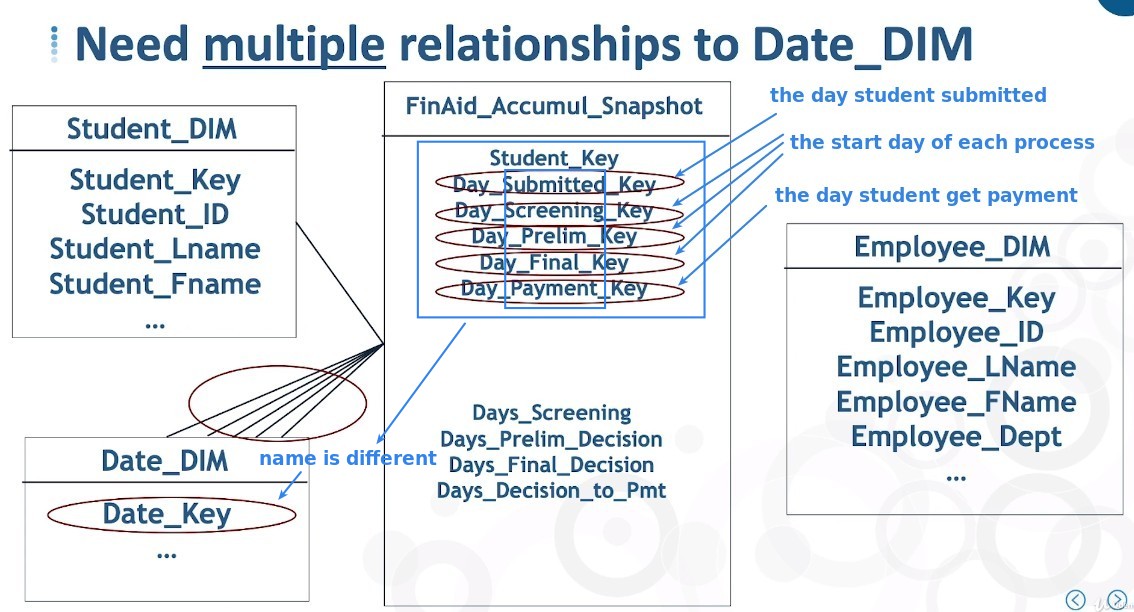 Need multiple relationships to Date_DIM
the day student submitted
the start day of each process
the day student get payment
Student_DIM
Student_Key
Student_ID
Student_Lname
Student_Fname
...
FinAid_Accumul_Snapshot
Student_Key
Day_Submitted_Key
Day_Screening_Key
Day_Prelim_Key
Day_Final_Key
Day_Payment_Key
Days_Screening
Days_Prelim_Decision
Days_Final_Decision
Days_Decision_to_Pmt
Employee_DIM
Employee_Key
Employee_ID
Employee_LName
Employee_FName
Employee_Dept
...
Date_DIM
name is different
Date_Key
...